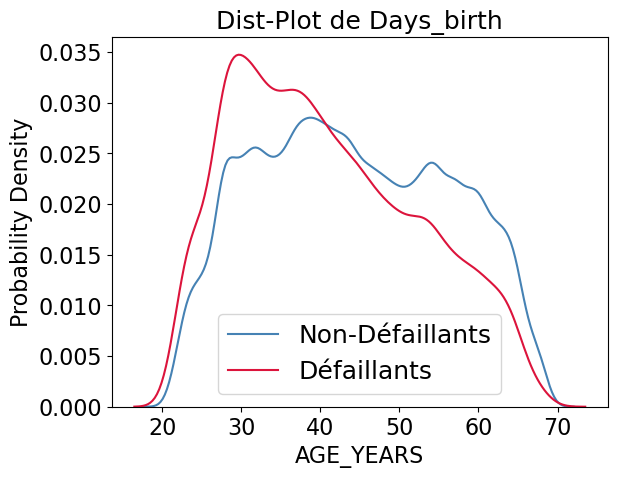 Dist-Plot de Days_birth
Probability Density
0.035
0.030
0.025
0.020
0.015
0.010
0.005
0.000
Non-Défaillants
Défaillants
20 30 40 50 60 70
AGE_YEARS